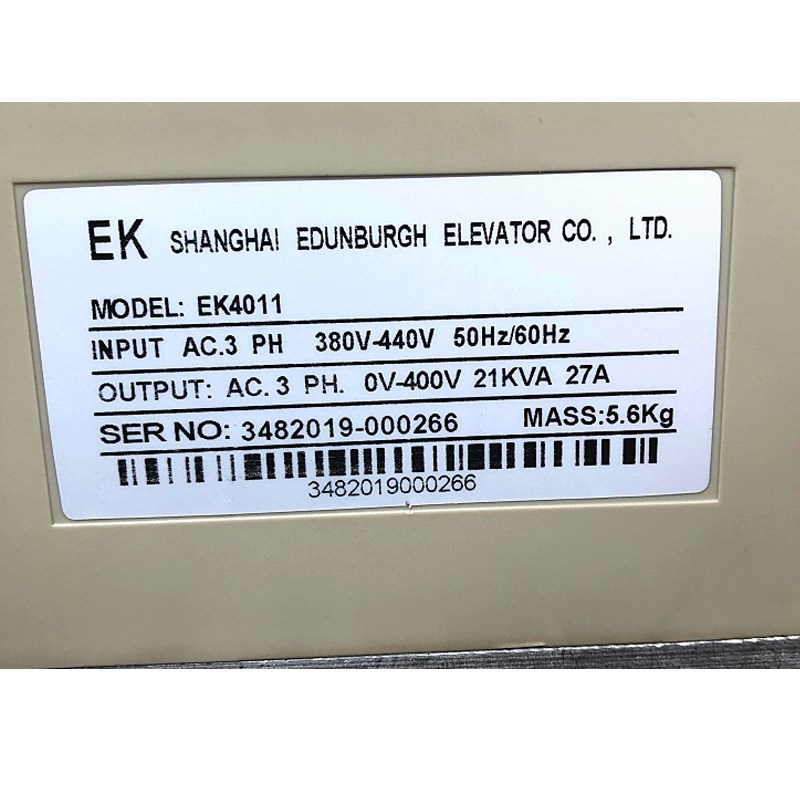 EK SHANGHAI EDUNBURGH ELEVATOR CO. , LTD.
MODEL: EK4011
INPUT AC.3 PH 380V-440V 50Hz/60Hz
OUTPUT: AC.3 PH. 0V-400V 21KVA 27A
SER NO: 3482019-000266 MASS:5.6Kg
3482019000266